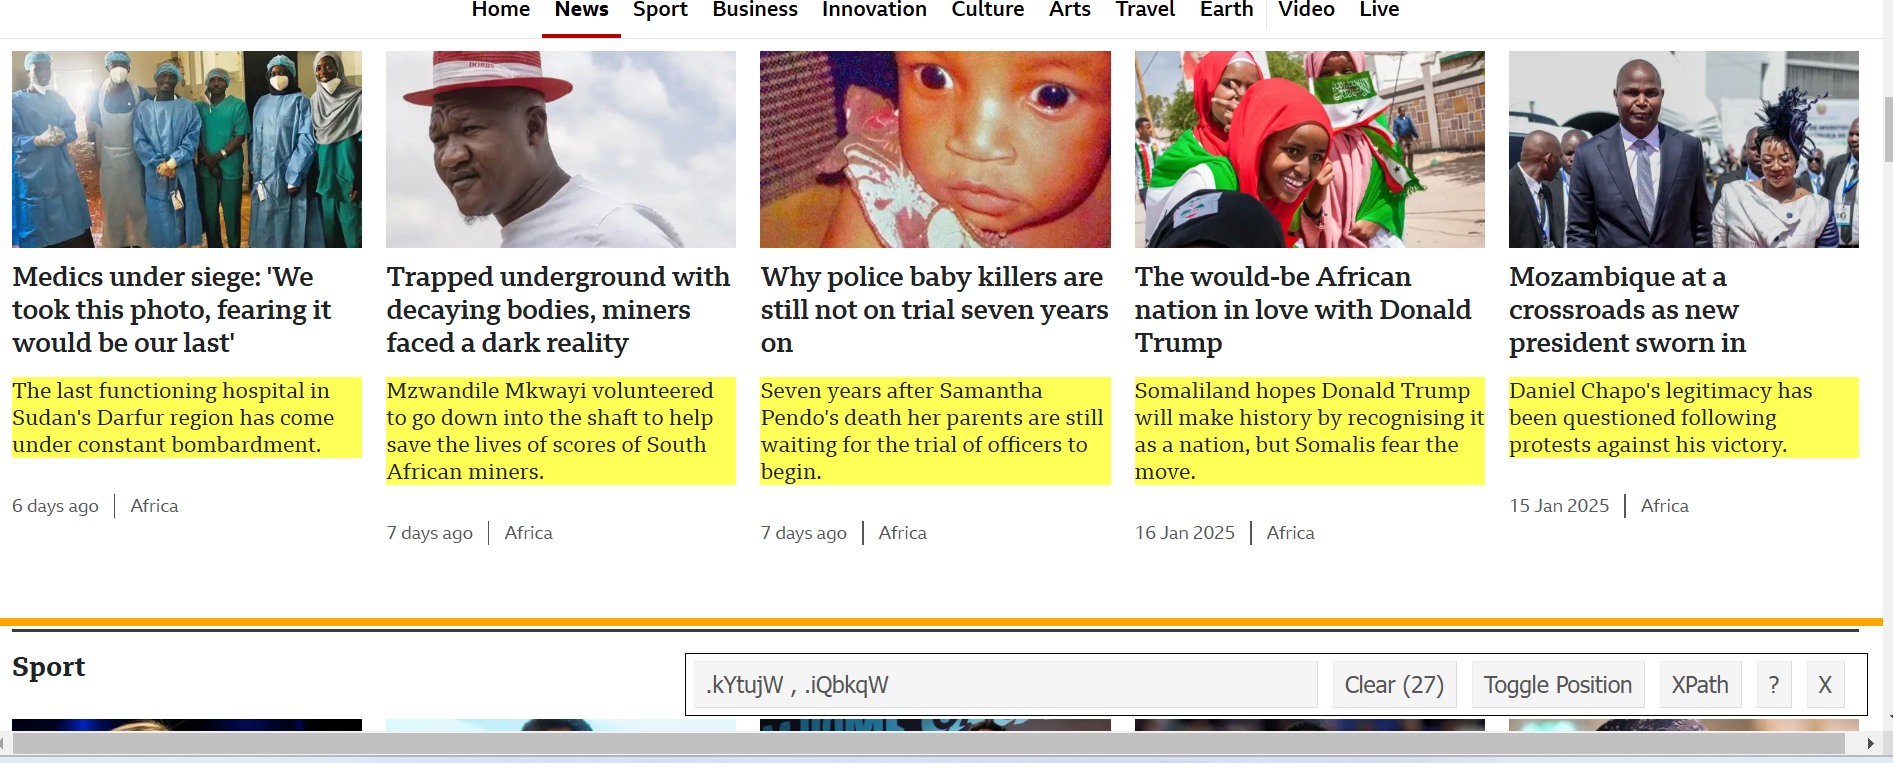 Home News Sport Business Innovation Culture Arts Travel Earth Video Live
DOBBS
Medics under siege: 'We
took this photo, fearing it
would be our last'
The last functioning hospital in
Sudan's Darfur region has come
under constant bombardment.
6 days ago | Africa
Trapped underground with
decaying bodies, miners
faced a dark reality
Mzwandile Mkwayi volunteered
to go down into the shaft to help
save the lives of scores of South
African miners.
7 days ago | Africa
Why police baby killers are
still not on trial seven years
on
Seven years after Samantha
Pendo's death her parents are still
waiting for the trial of officers to
begin.
7 days ago | Africa
The would-be African
nation in love with Donald
Trump
Somaliland hopes Donald Trump
will make history by recognising it
as a nation, but Somalis fear the
move.
16 Jan 2025 | Africa
Mozambique at a
crossroads as new
president sworn in
Daniel Chapo's legitimacy has
been questioned following
protests against his victory.
15 Jan 2025 | Africa
Sport
.kYtujW , .iQbkqW Clear (27) Toggle Position XPath ? X